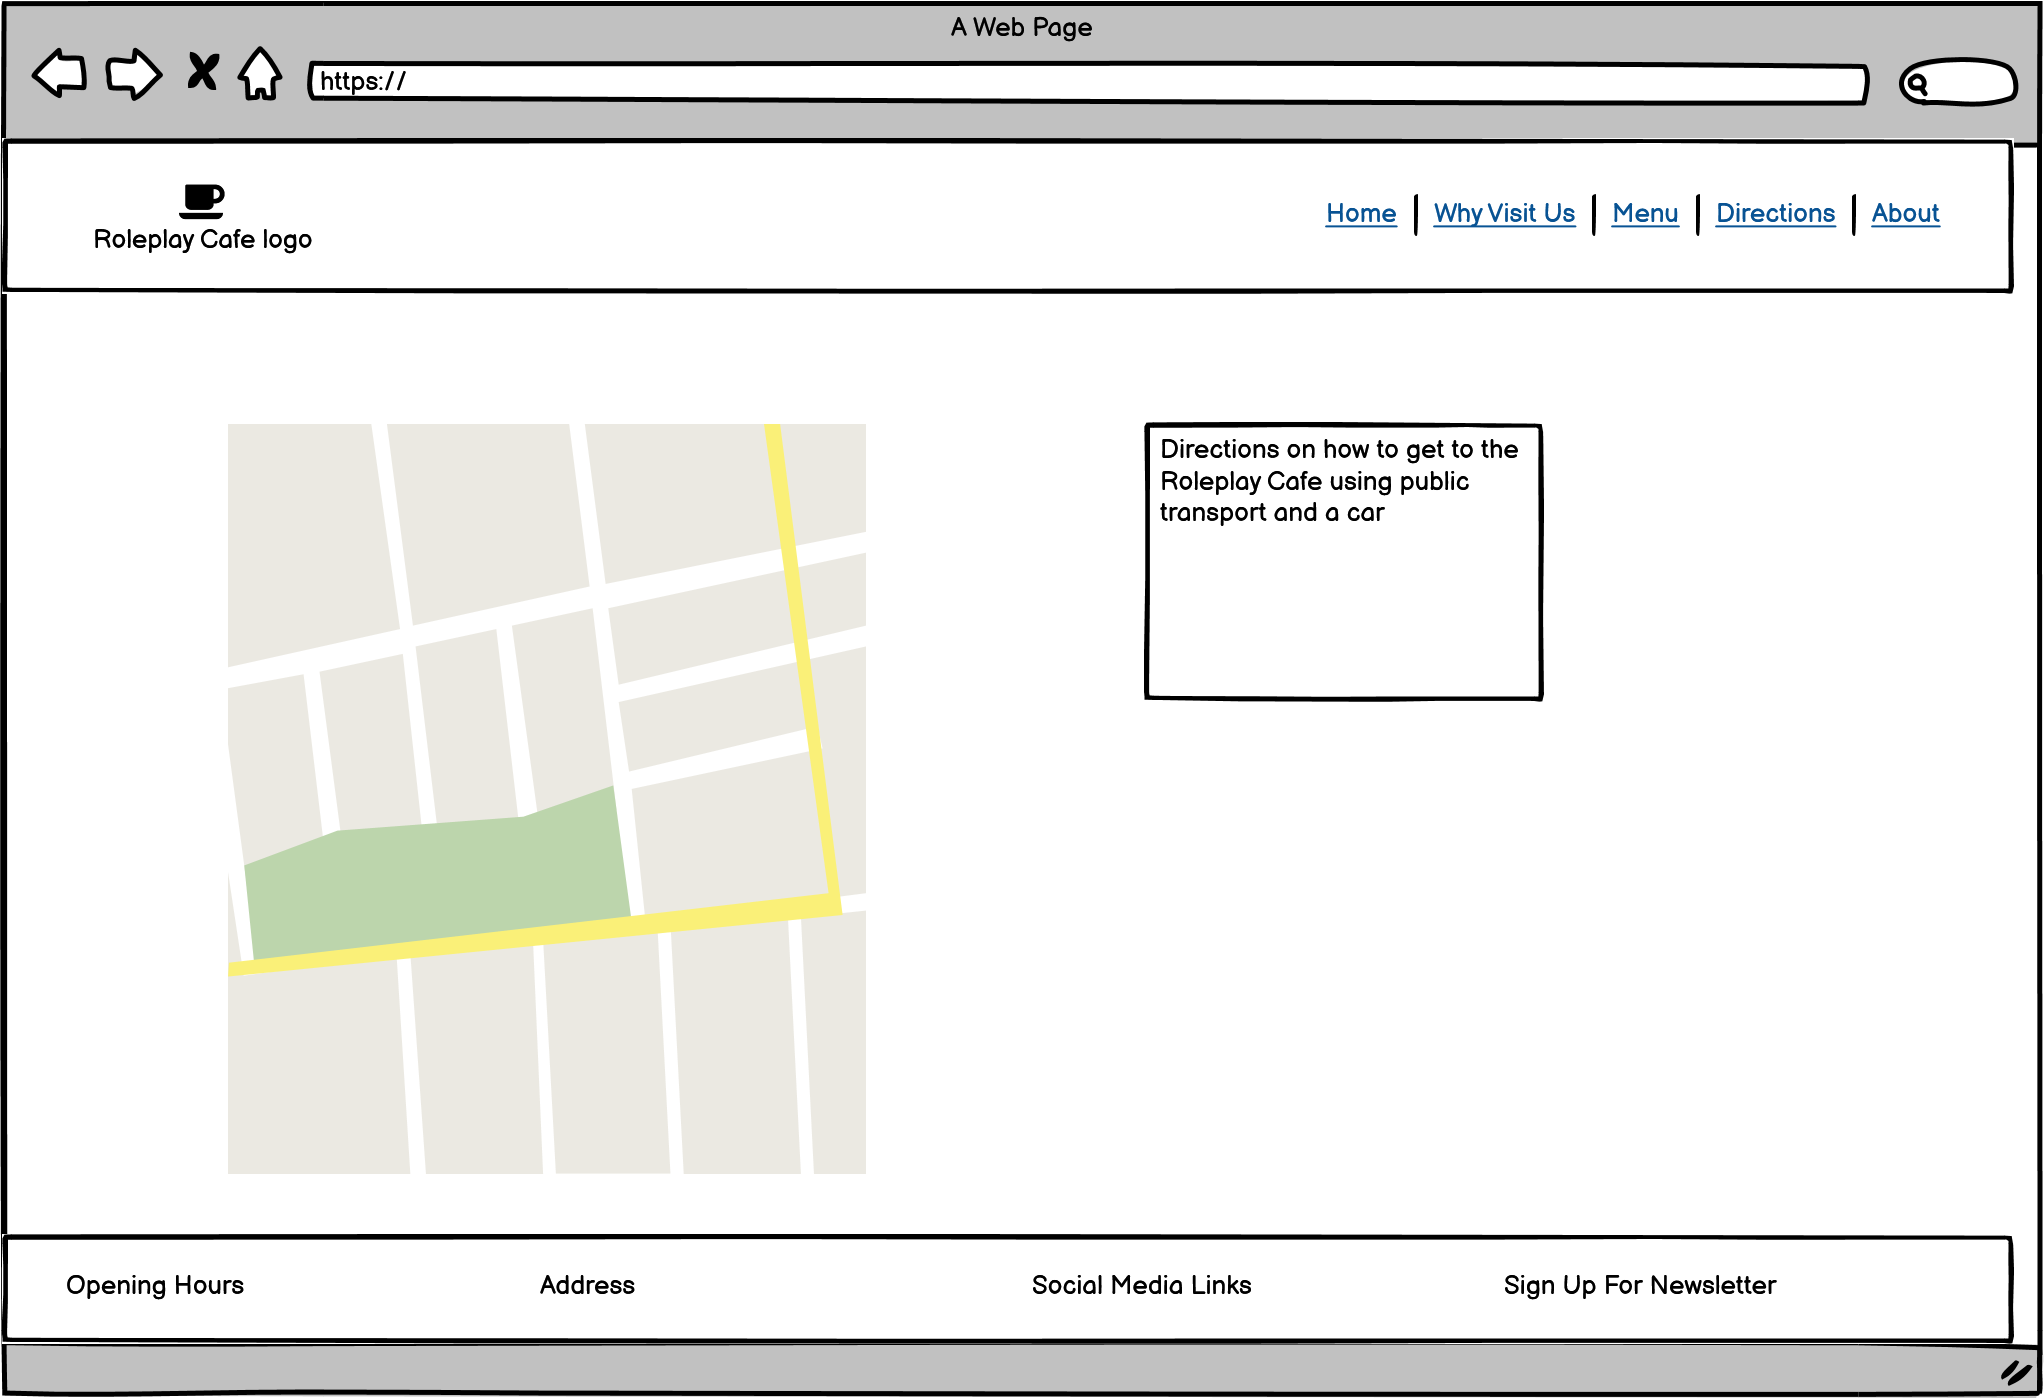 A Web Page
https://
Roleplay Cafe logo
Home
Why Visit Us
Menu
Directions
About
Directions on how to get to the
Roleplay Cafe using public
transport and a car
Opening Hours
Address
Social Media Links
Sign Up For Newsletter